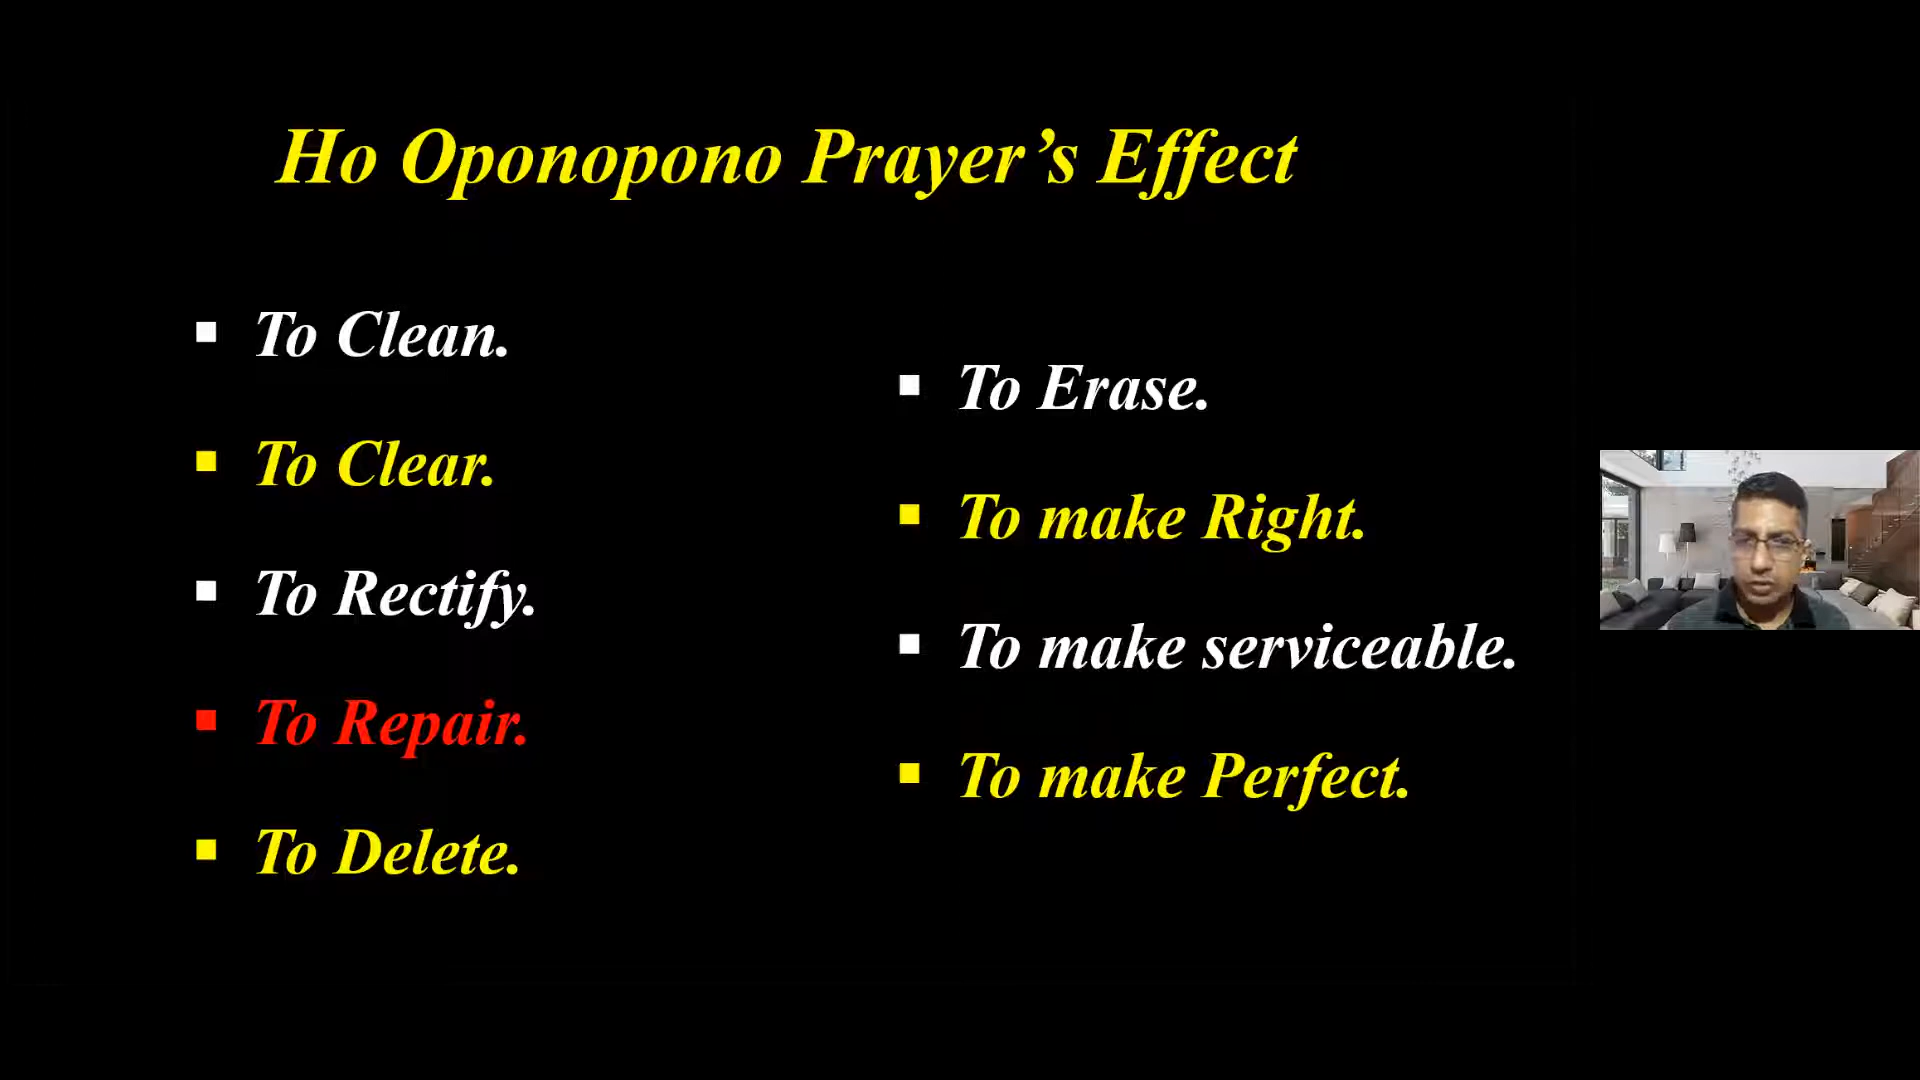 Ho Oponopono Prayer’s Effect
To Clean.
To Clear.
To Rectify.
To Repair.
To Delete.
To Erase.
To make Right.
To make serviceable.
To make Perfect.